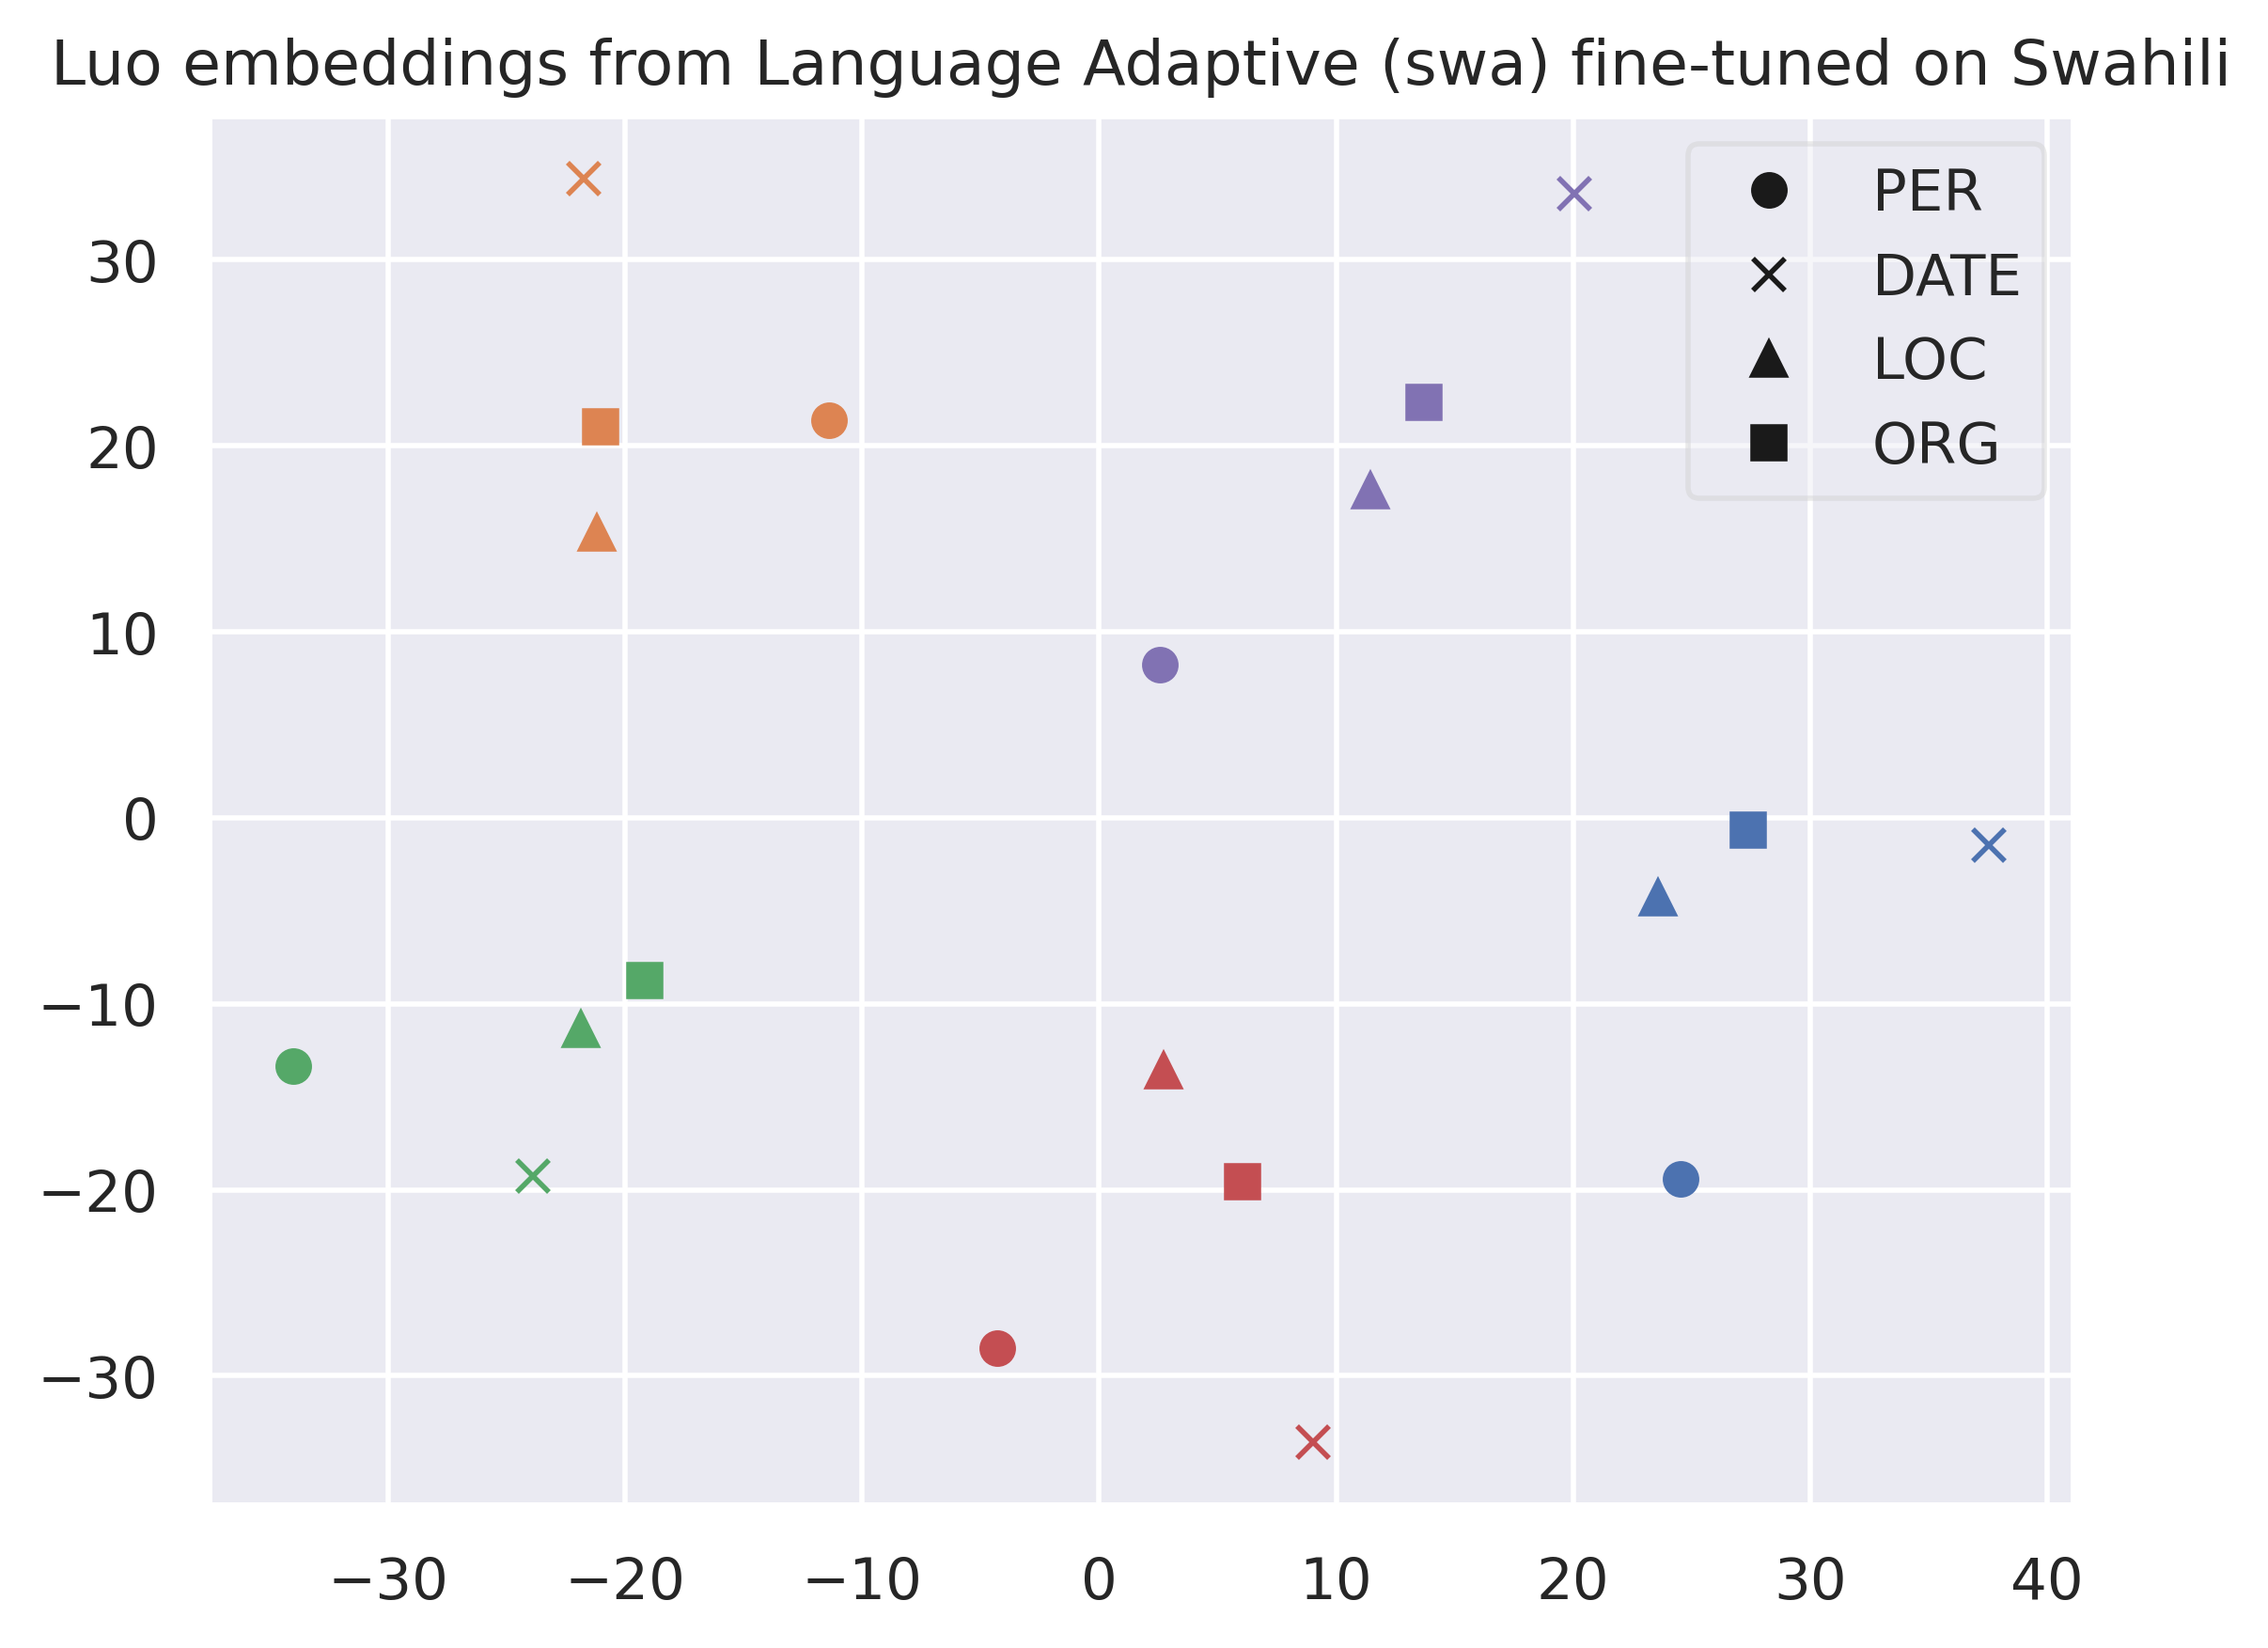 Luo embeddings from Language Adaptive (swa) fine-tuned on Swahili
PER
DATE
LOC
ORG
30
20
10
0
−10
−20
−30
−30 −20 −10 0 10 20 30 40